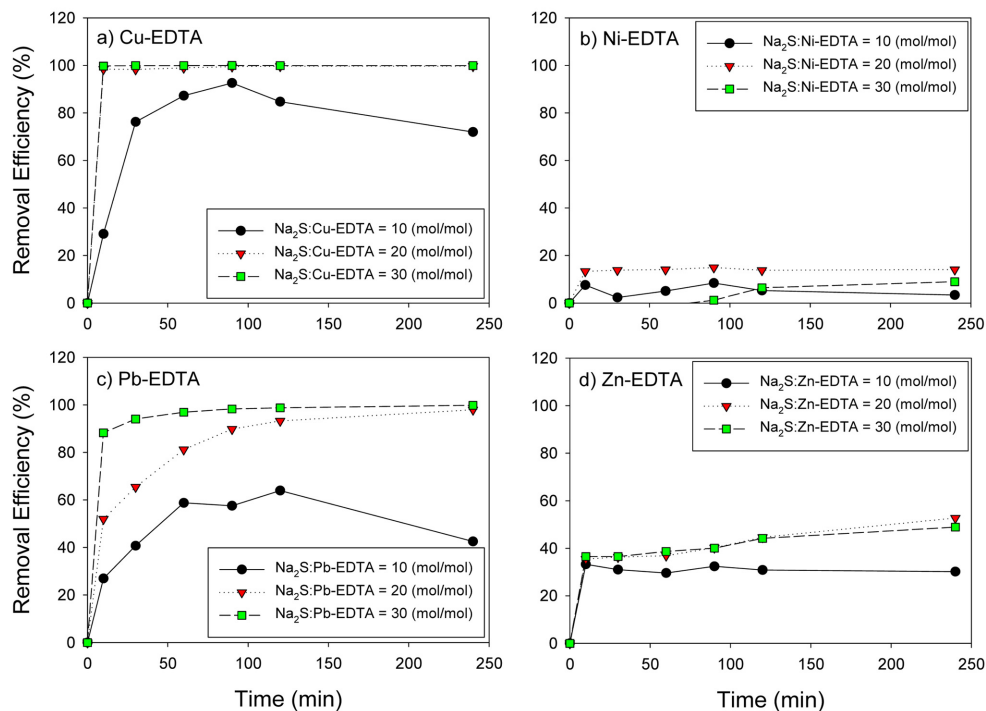 a) Cu-EDTA
Removal Efficiency (%)
120
100
80
60
40
20
0
Na₂S:Cu-EDTA = 10 (mol/mol)
Na₂S:Cu-EDTA = 20 (mol/mol)
Na₂S:Cu-EDTA = 30 (mol/mol)
0 50 100 150 200 250
b) Ni-EDTA
120
100
80
60
40
20
0
Na₂S:Ni-EDTA = 10 (mol/mol)
Na₂S:Ni-EDTA = 20 (mol/mol)
Na₂S:Ni-EDTA = 30 (mol/mol)
0 50 100 150 200 250
c) Pb-EDTA
Removal Efficiency (%)
120
100
80
60
40
20
0
Na₂S:Pb-EDTA = 10 (mol/mol)
Na₂S:Pb-EDTA = 20 (mol/mol)
Na₂S:Pb-EDTA = 30 (mol/mol)
0 50 100 150 200 250
Time (min)
d) Zn-EDTA
120
100
80
60
40
20
0
Na₂S:Zn-EDTA = 10 (mol/mol)
Na₂S:Zn-EDTA = 20 (mol/mol)
Na₂S:Zn-EDTA = 30 (mol/mol)
0 50 100 150 200 250
Time (min)